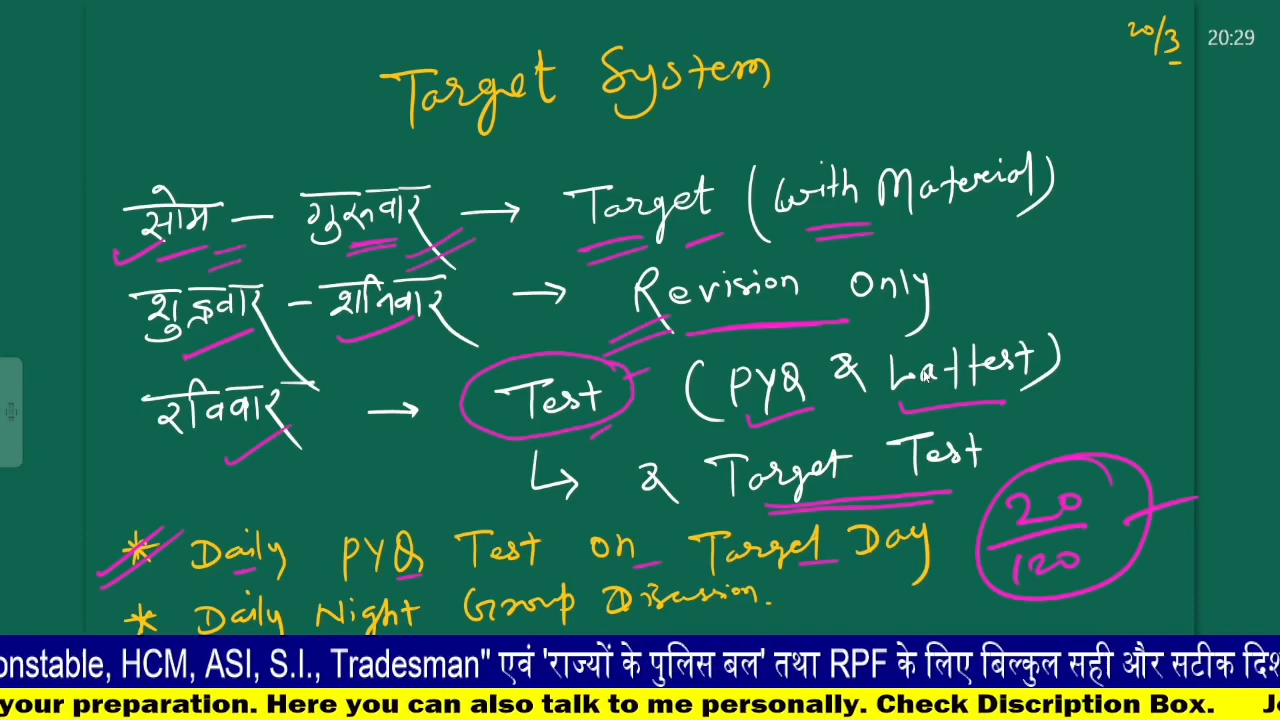 20/3 20:29
Target System
सोम – गुरुवार → Target (with Material)
शुक्रवार – शनिवार → Revision Only
रविवार → Test (PYQ & Lattest)
↳ & Target Test
20/120
* Daily PYQ Test on Target Day
* Daily Night Group Discussion.
onstable, HCM, ASI, S.I., Tradesman" एवं 'राज्यों के पुलिस बल' तथा RPF के लिए बिल्कुल सही और सटीक दिश
your preparation. Here you can also talk to me personally. Check Discription Box. J